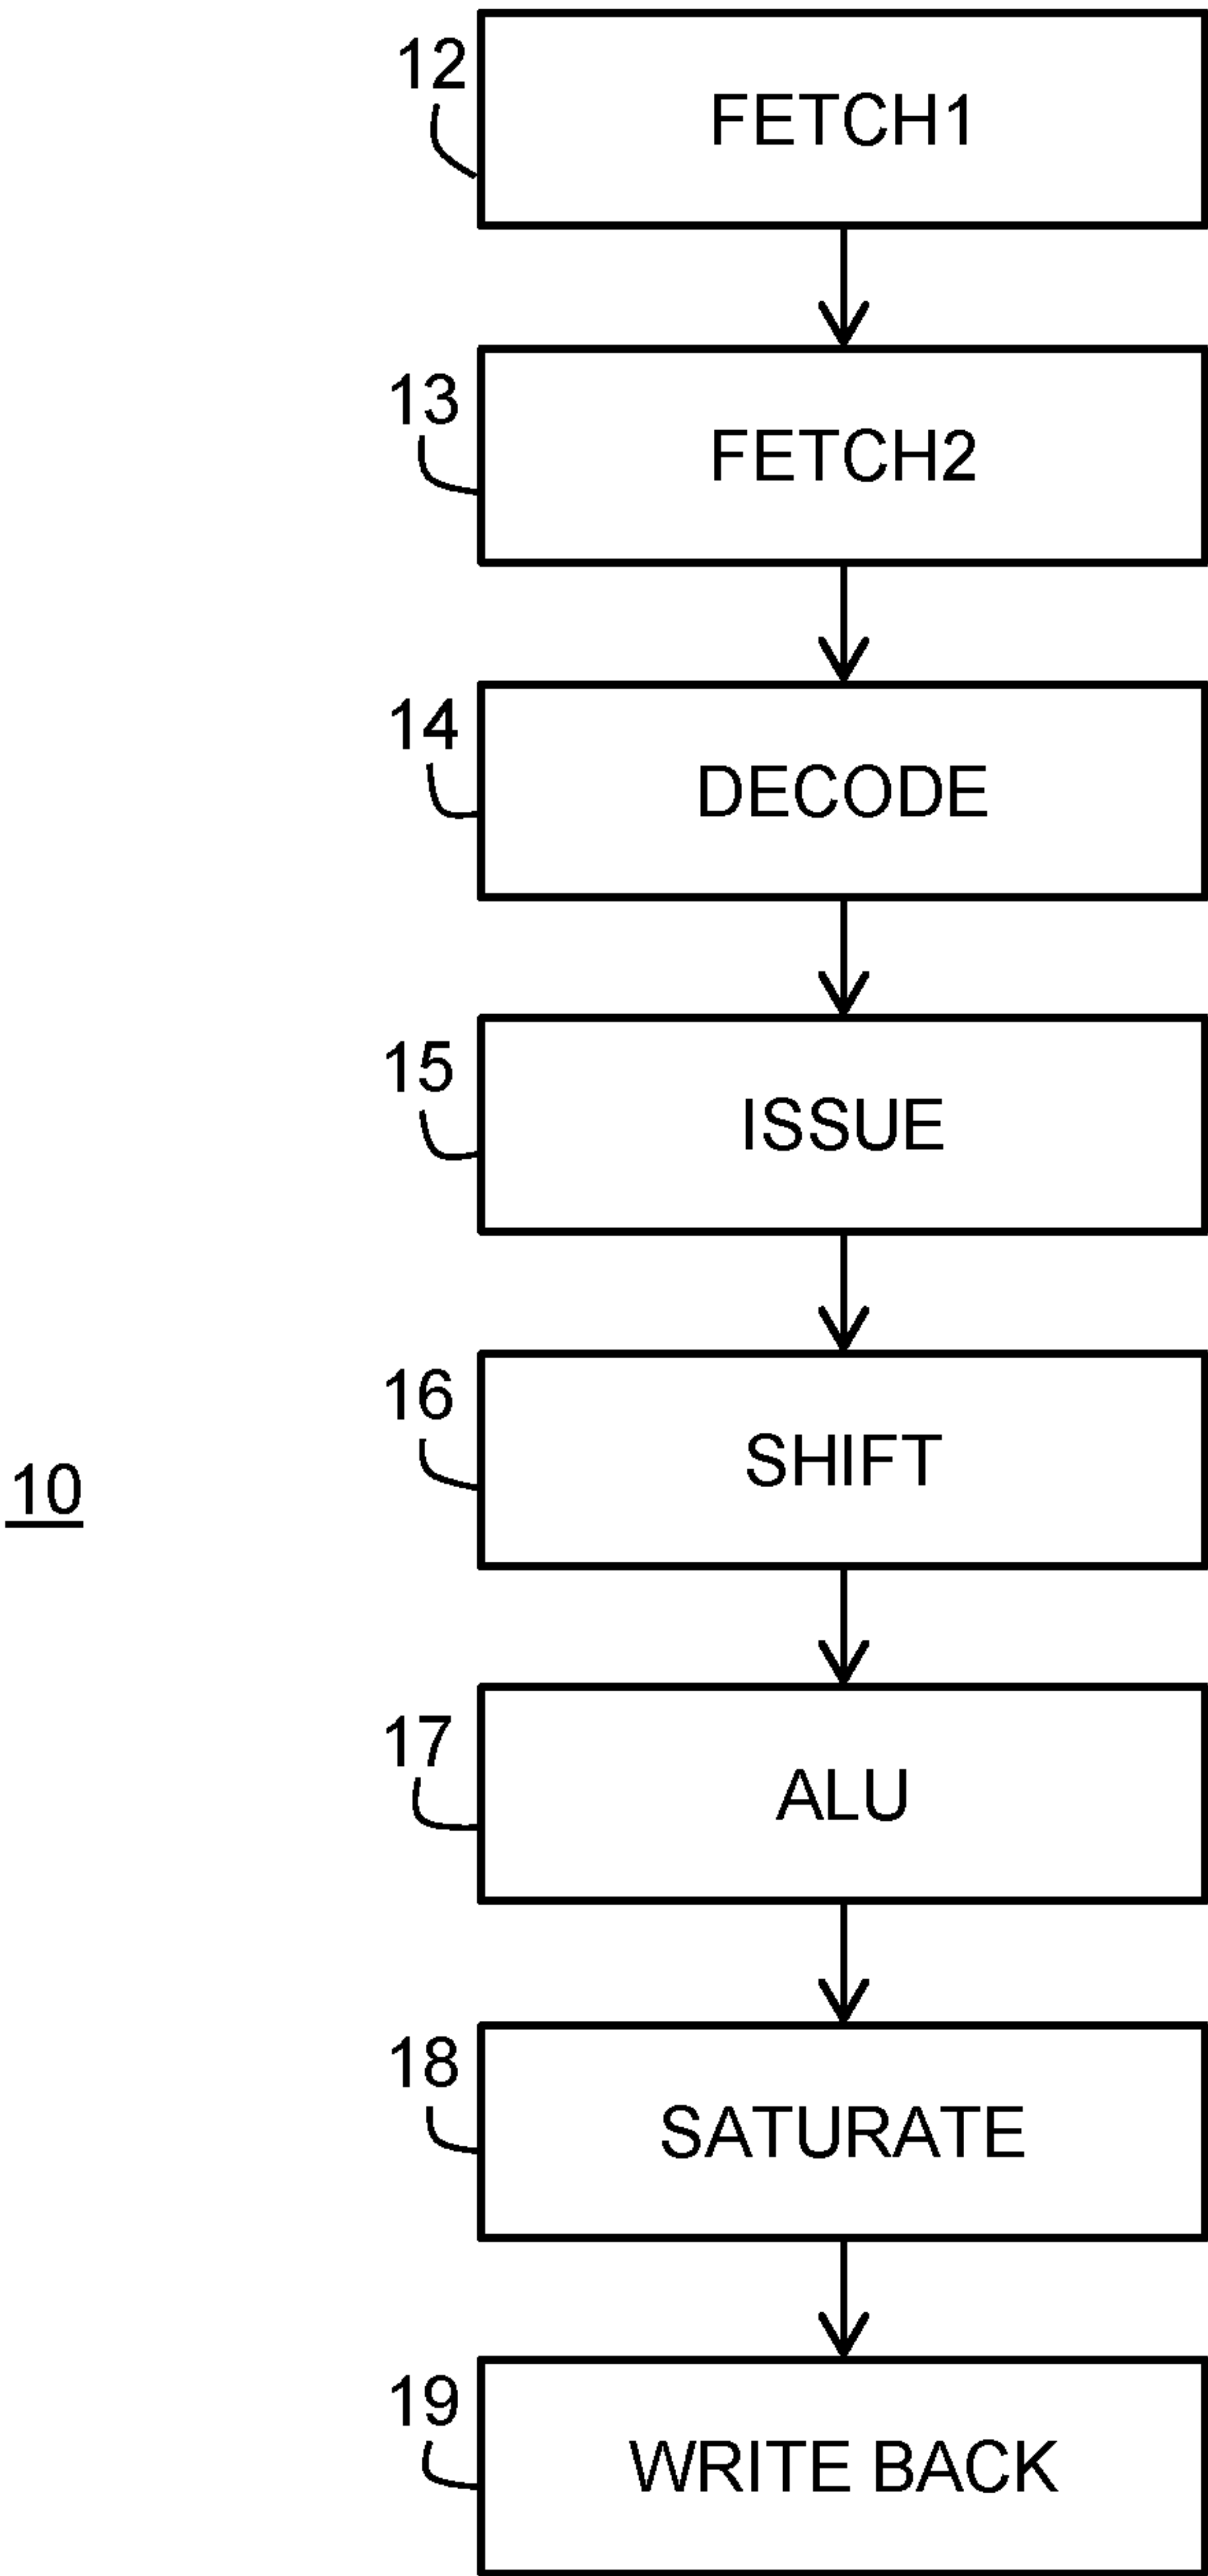 12
FETCH1
13
FETCH2
14
DECODE
15
ISSUE
16
SHIFT
10
17
ALU
18
SATURATE
19
WRITE BACK